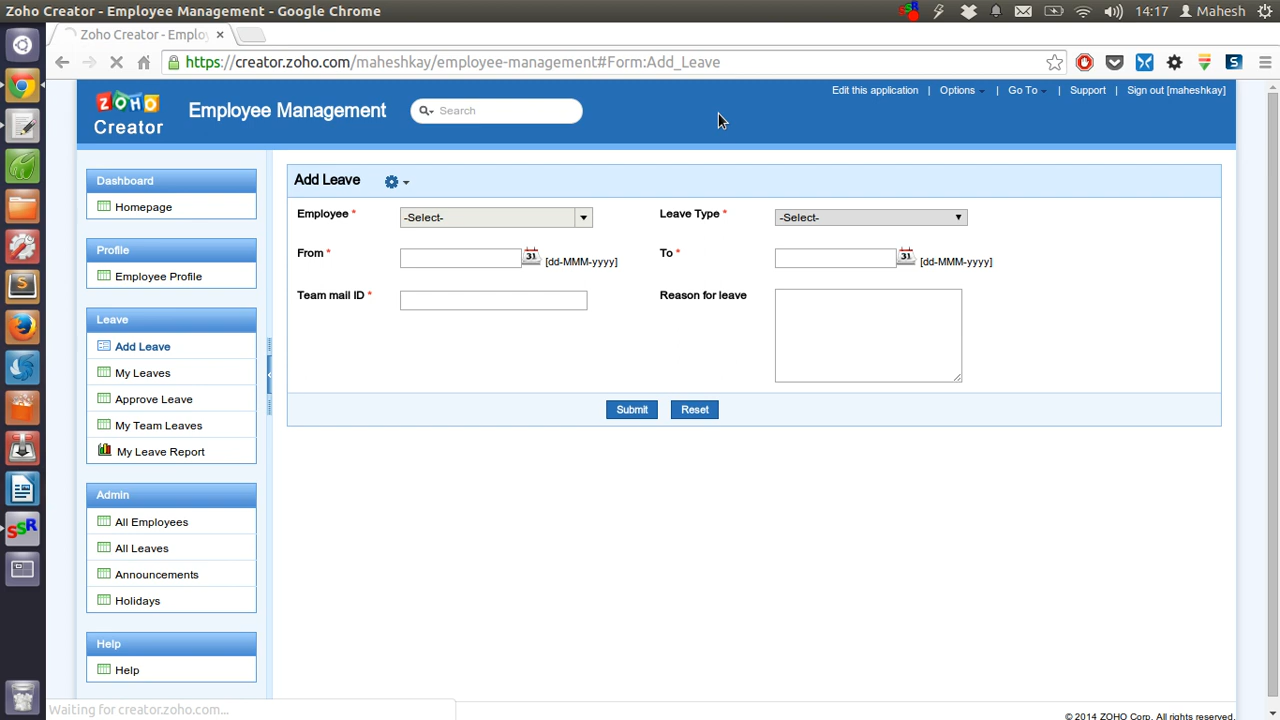 Zoho Creator - Employee Management - Google Chrome
14:17
Mahesh
Zoho Creator - Emplo
https://creator.zoho.com/maheshkay/employee-management#Form:Add_Leave
Edit this application | Options | Go To | Support | Sign out [maheshkay]
ZOHO
Creator
Employee Management
Search
Dashboard
Homepage
Profile
Employee Profile
Leave
Add Leave
My Leaves
Approve Leave
My Team Leaves
My Leave Report
Admin
All Employees
All Leaves
Announcements
Holidays
Help
Help
Add Leave
Employee * -Select- Leave Type * -Select-
From * 31 [dd-MMM-yyyy] To * 31 [dd-MMM-yyyy]
Team mail ID * Reason for leave
Submit Reset
Waiting for creator.zoho.com...
© 2014 ZOHO Corp. All rights reserved.